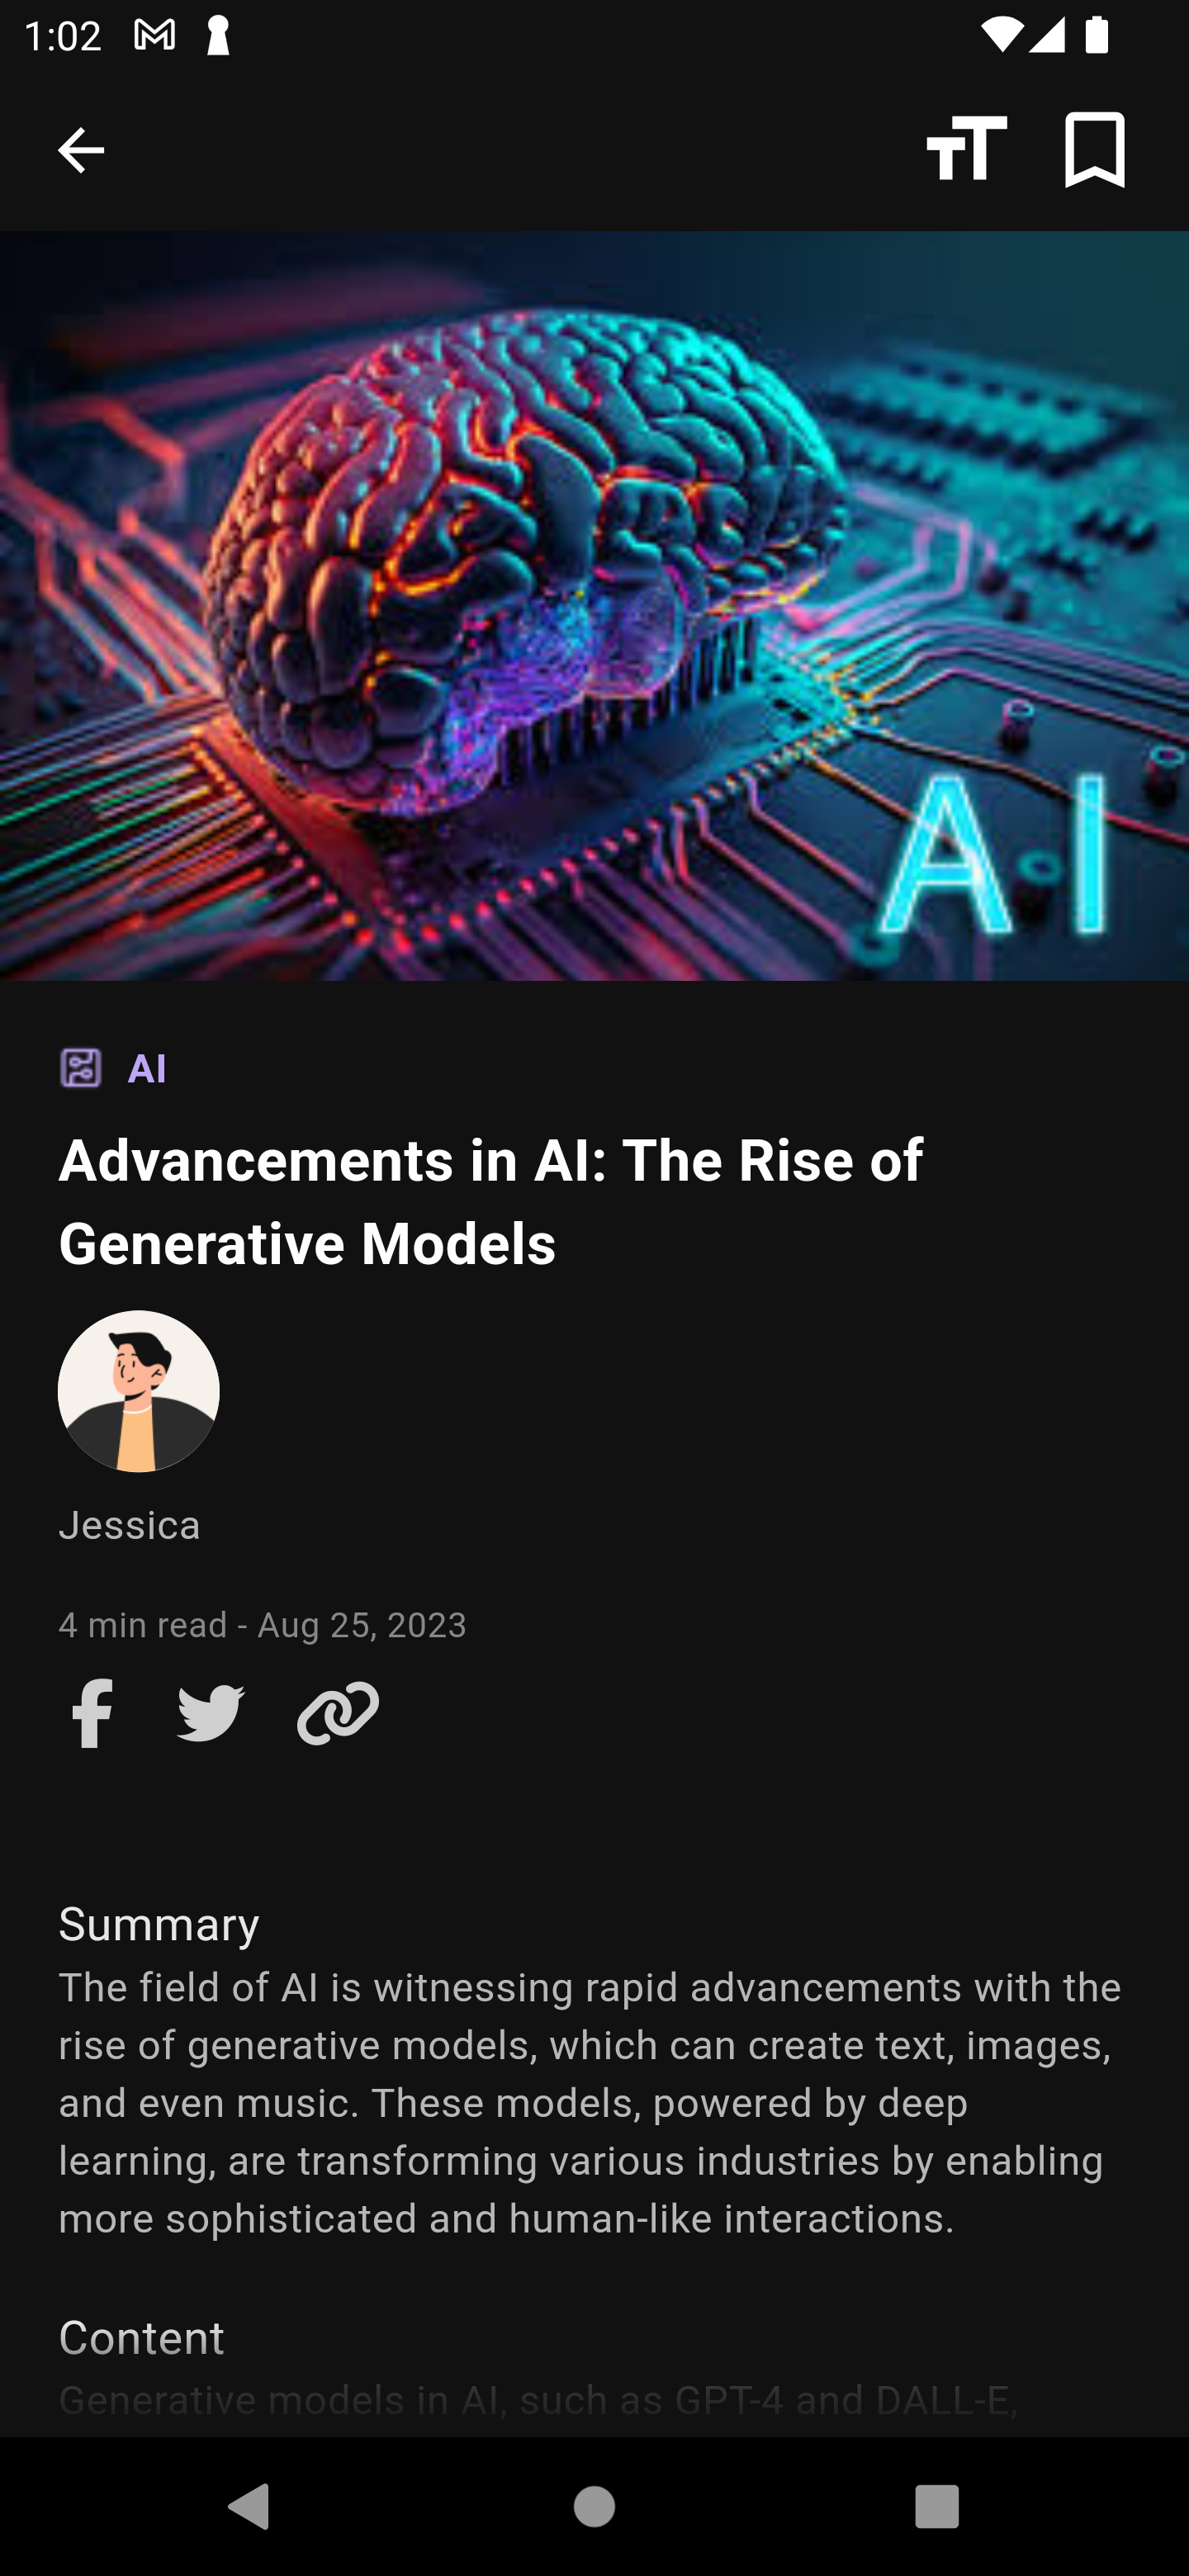 1:02
AI
AI
Advancements in AI: The Rise of
Generative Models
Jessica
4 min read - Aug 25, 2023
Summary
The field of AI is witnessing rapid advancements with the
rise of generative models, which can create text, images,
and even music. These models, powered by deep
learning, are transforming various industries by enabling
more sophisticated and human-like interactions.
Content
Generative models in AI, such as GPT-4 and DALL-E,